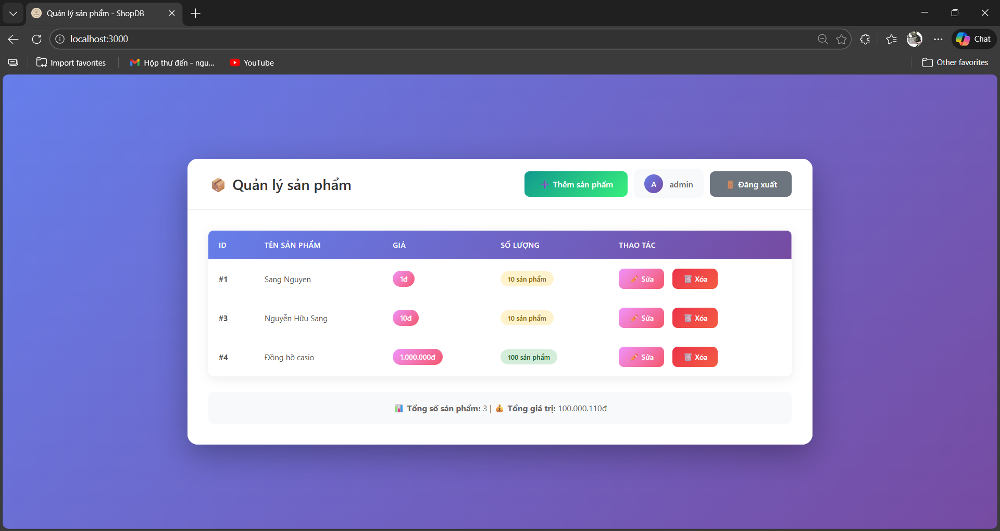 Quản lý sản phẩm - ShopDB
localhost:3000
Chat
Import favorites
Hộp thư đến - ngu...
YouTube
Other favorites
Quản lý sản phẩm
Thêm sản phẩm
A
admin
Đăng xuất
ID TÊN SẢN PHẨM GIÁ SỐ LƯỢNG THAO TÁC
#1 Sang Nguyen 1đ 10 sản phẩm Sửa Xóa
#3 Nguyễn Hữu Sang 10đ 10 sản phẩm Sửa Xóa
#4 Đồng hồ casio 1.000.000đ 100 sản phẩm Sửa Xóa
Tổng số sản phẩm: 3 | Tổng giá trị: 100.000.110đ